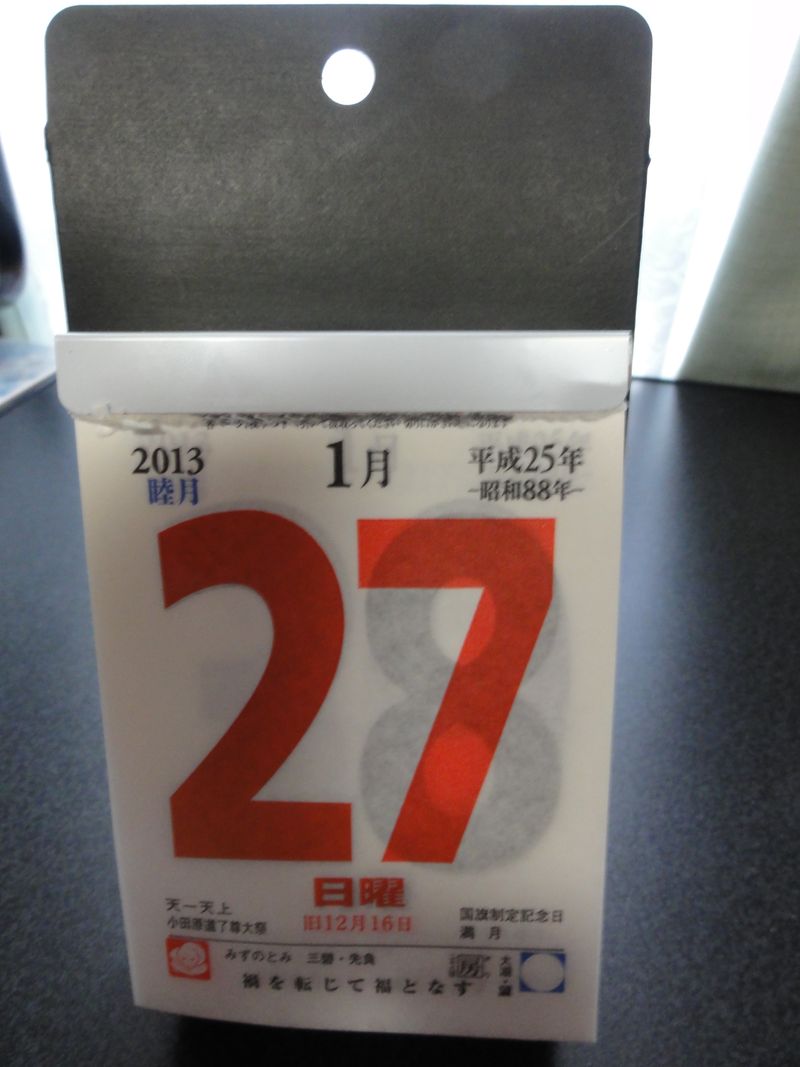 2013
睦月
1月
平成25年
-昭和88年-
27
日曜
旧12月16日
天一天上
小田原道了尊大祭
国旗制定記念日
満月
みずのとみ 三碧・先負
房
大潮・
禍を転じて福となす